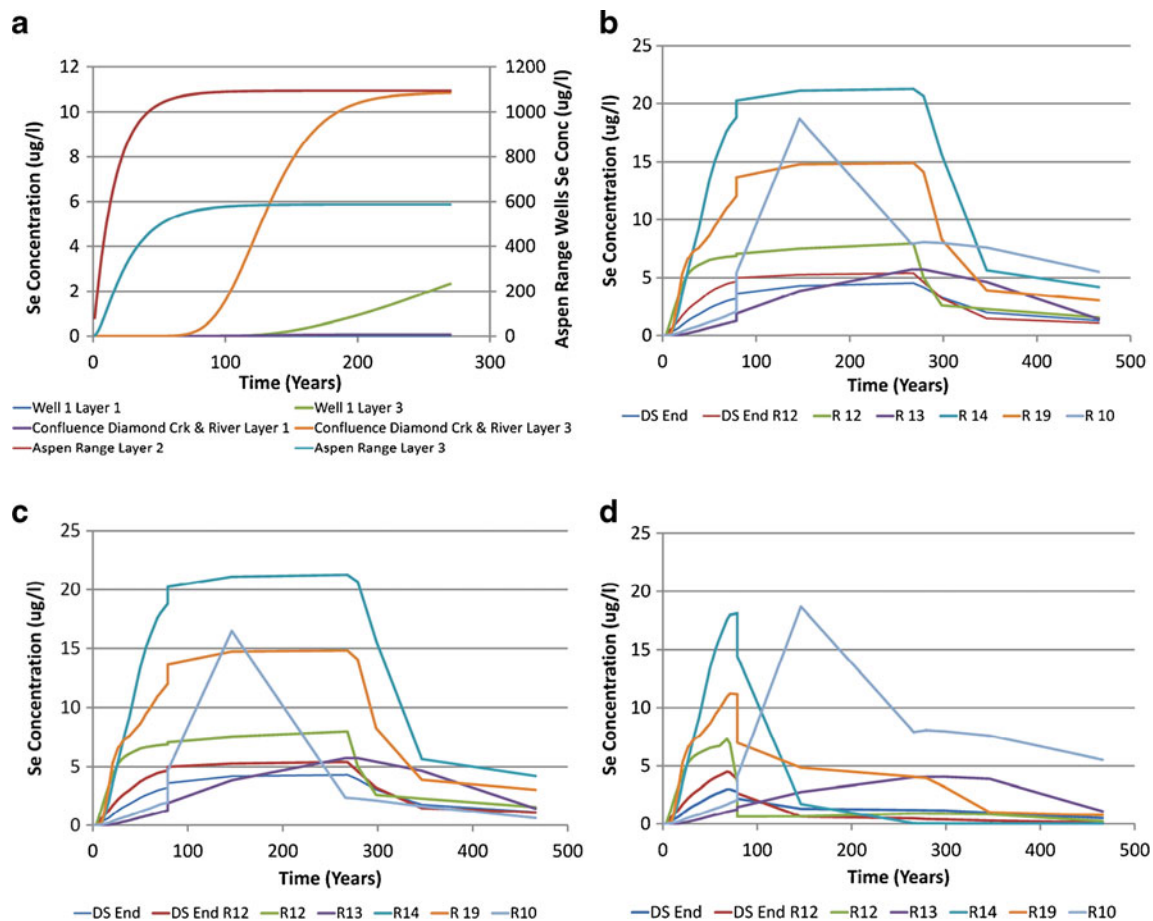 a
12
10
8
6
4
2
0
Se Concentration (ug/l)
1200
1000
800
600
400
200
0
Aspen Range Wells Se Conc (ug/l)
0 100 200 300
Time (Years)
Well 1 Layer 1 Well 1 Layer 3
Confluence Diamond Crk & River Layer 1 Confluence Diamond Crk & River Layer 3
Aspen Range Layer 2 Aspen Range Layer 3
b
25
20
15
10
5
0
Se Concentration (ug/l)
0 100 200 300 400 500
Time (Years)
DS End DS End R12 R 12 R 13 R 14 R 19 R 10
c
25
20
15
10
5
0
Se Concentration (ug/l)
0 100 200 300 400 500
Time (Years)
DS End DS End R12 R12 R13 R14 R 19 R10
d
25
20
15
10
5
0
Se Concentration (ug/l)
0 100 200 300 400 500
Time (Years)
DS End DS End R12 R12 R13 R14 R19 R10